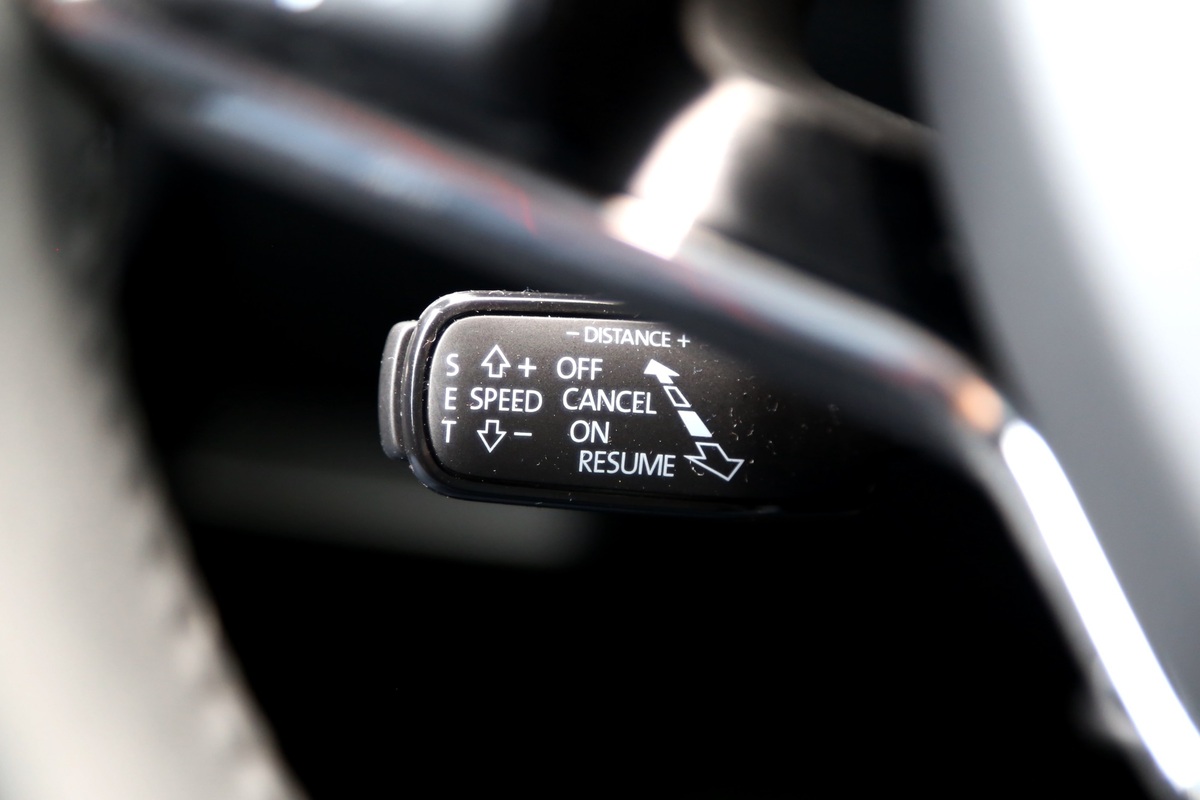 − DISTANCE +
S + OFF
E SPEED CANCEL
T − ON
RESUME